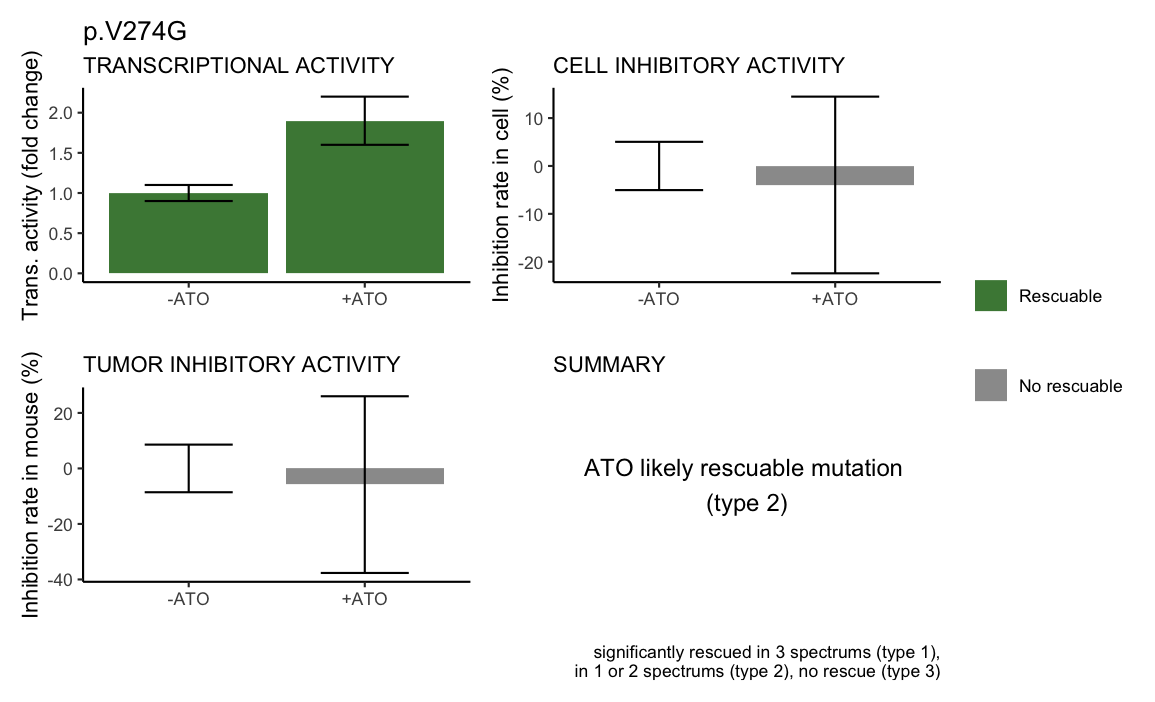 p.V274G
TRANSCRIPTIONAL ACTIVITY
Trans. activity (fold change)
2.0
1.5
1.0
0.5
0.0
-ATO
+ATO
CELL INHIBITORY ACTIVITY
Inhibition rate in cell (%)
10
0
-10
-20
-ATO
+ATO
Rescuable
No rescuable
TUMOR INHIBITORY ACTIVITY
Inhibition rate in mouse (%)
20
0
-20
-40
-ATO
+ATO
SUMMARY
ATO likely rescuable mutation
(type 2)
significantly rescued in 3 spectrums (type 1),
in 1 or 2 spectrums (type 2), no rescue (type 3)